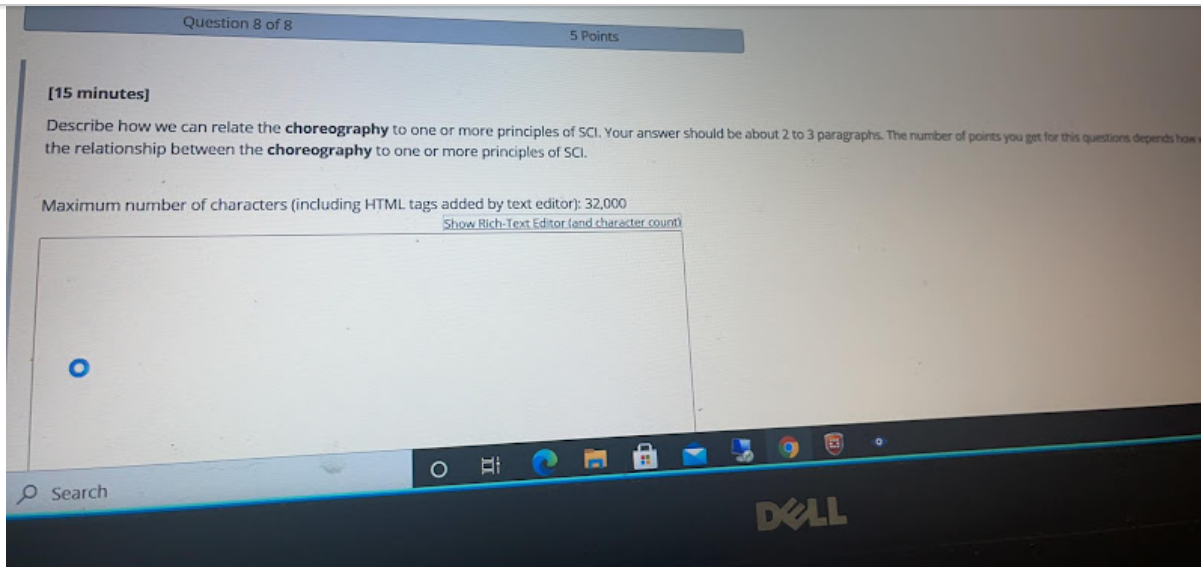 Question 8 of 8
5 Points
[15 minutes]
Describe how we can relate the choreography to one or more principles of SCI. Your answer should be about 2 to 3 paragraphs. The number of points you get for this questions depends how
the relationship between the choreography to one or more principles of SCI.
Maximum number of characters (including HTML tags added by text editor): 32,000
Show Rich-Text Editor (and character count)
Search
DELL